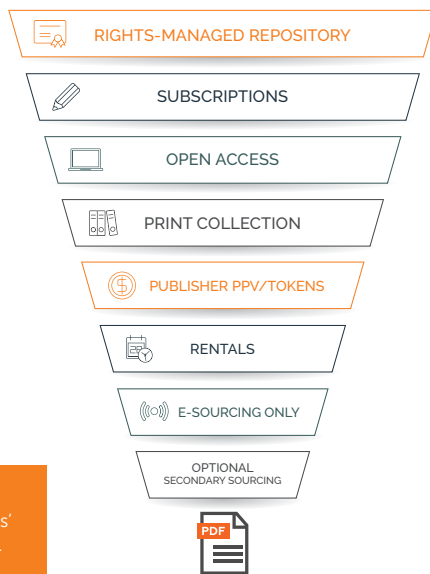 RIGHTS-MANAGED REPOSITORY
SUBSCRIPTIONS
OPEN ACCESS
PRINT COLLECTION
PUBLISHER PPV/TOKENS
RENTALS
E-SOURCING ONLY
OPTIONAL
SECONDARY SOURCING
PDF